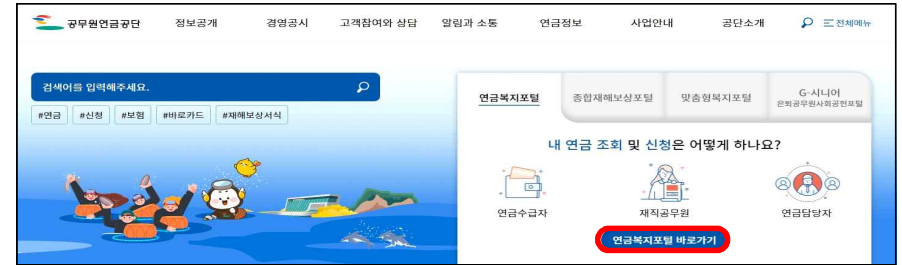 공무원연금공단 정보공개 경영공시 고객참여와 상담 알림과 소통 연금정보 사업안내 공단소개 전체메뉴
검색어를 입력해주세요.
#연금 #신청 #보험 #바로카드 #재해보상서식
연금복지포털 종합재해보상포털 맞춤형복지포털 G-시니어
은퇴공무원사회공헌포털
내 연금 조회 및 신청은 어떻게 하나요?
연금수급자 재직공무원 연금담당자
연금복지포털 바로가기